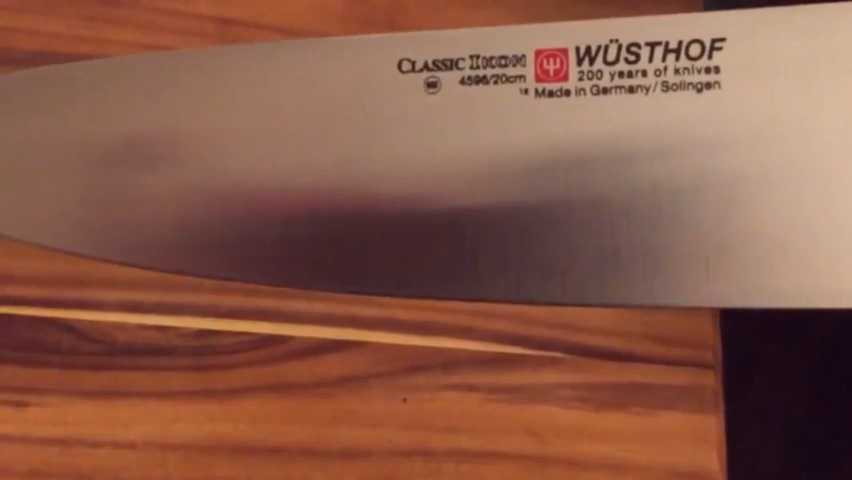 CLASSIC IKON
4596/20cm
WÜSTHOF
200 years of knives
Made in Germany/Solingen